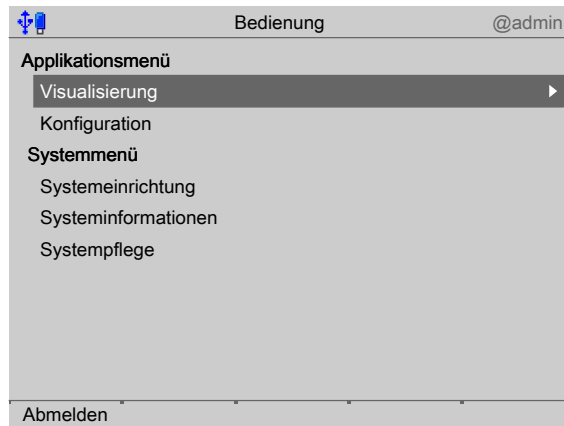 Bedienung @admin
Applikationsmenü
Visualisierung
Konfiguration
Systemmenü
Systemeinrichtung
Systeminformationen
Systempflege
Abmelden